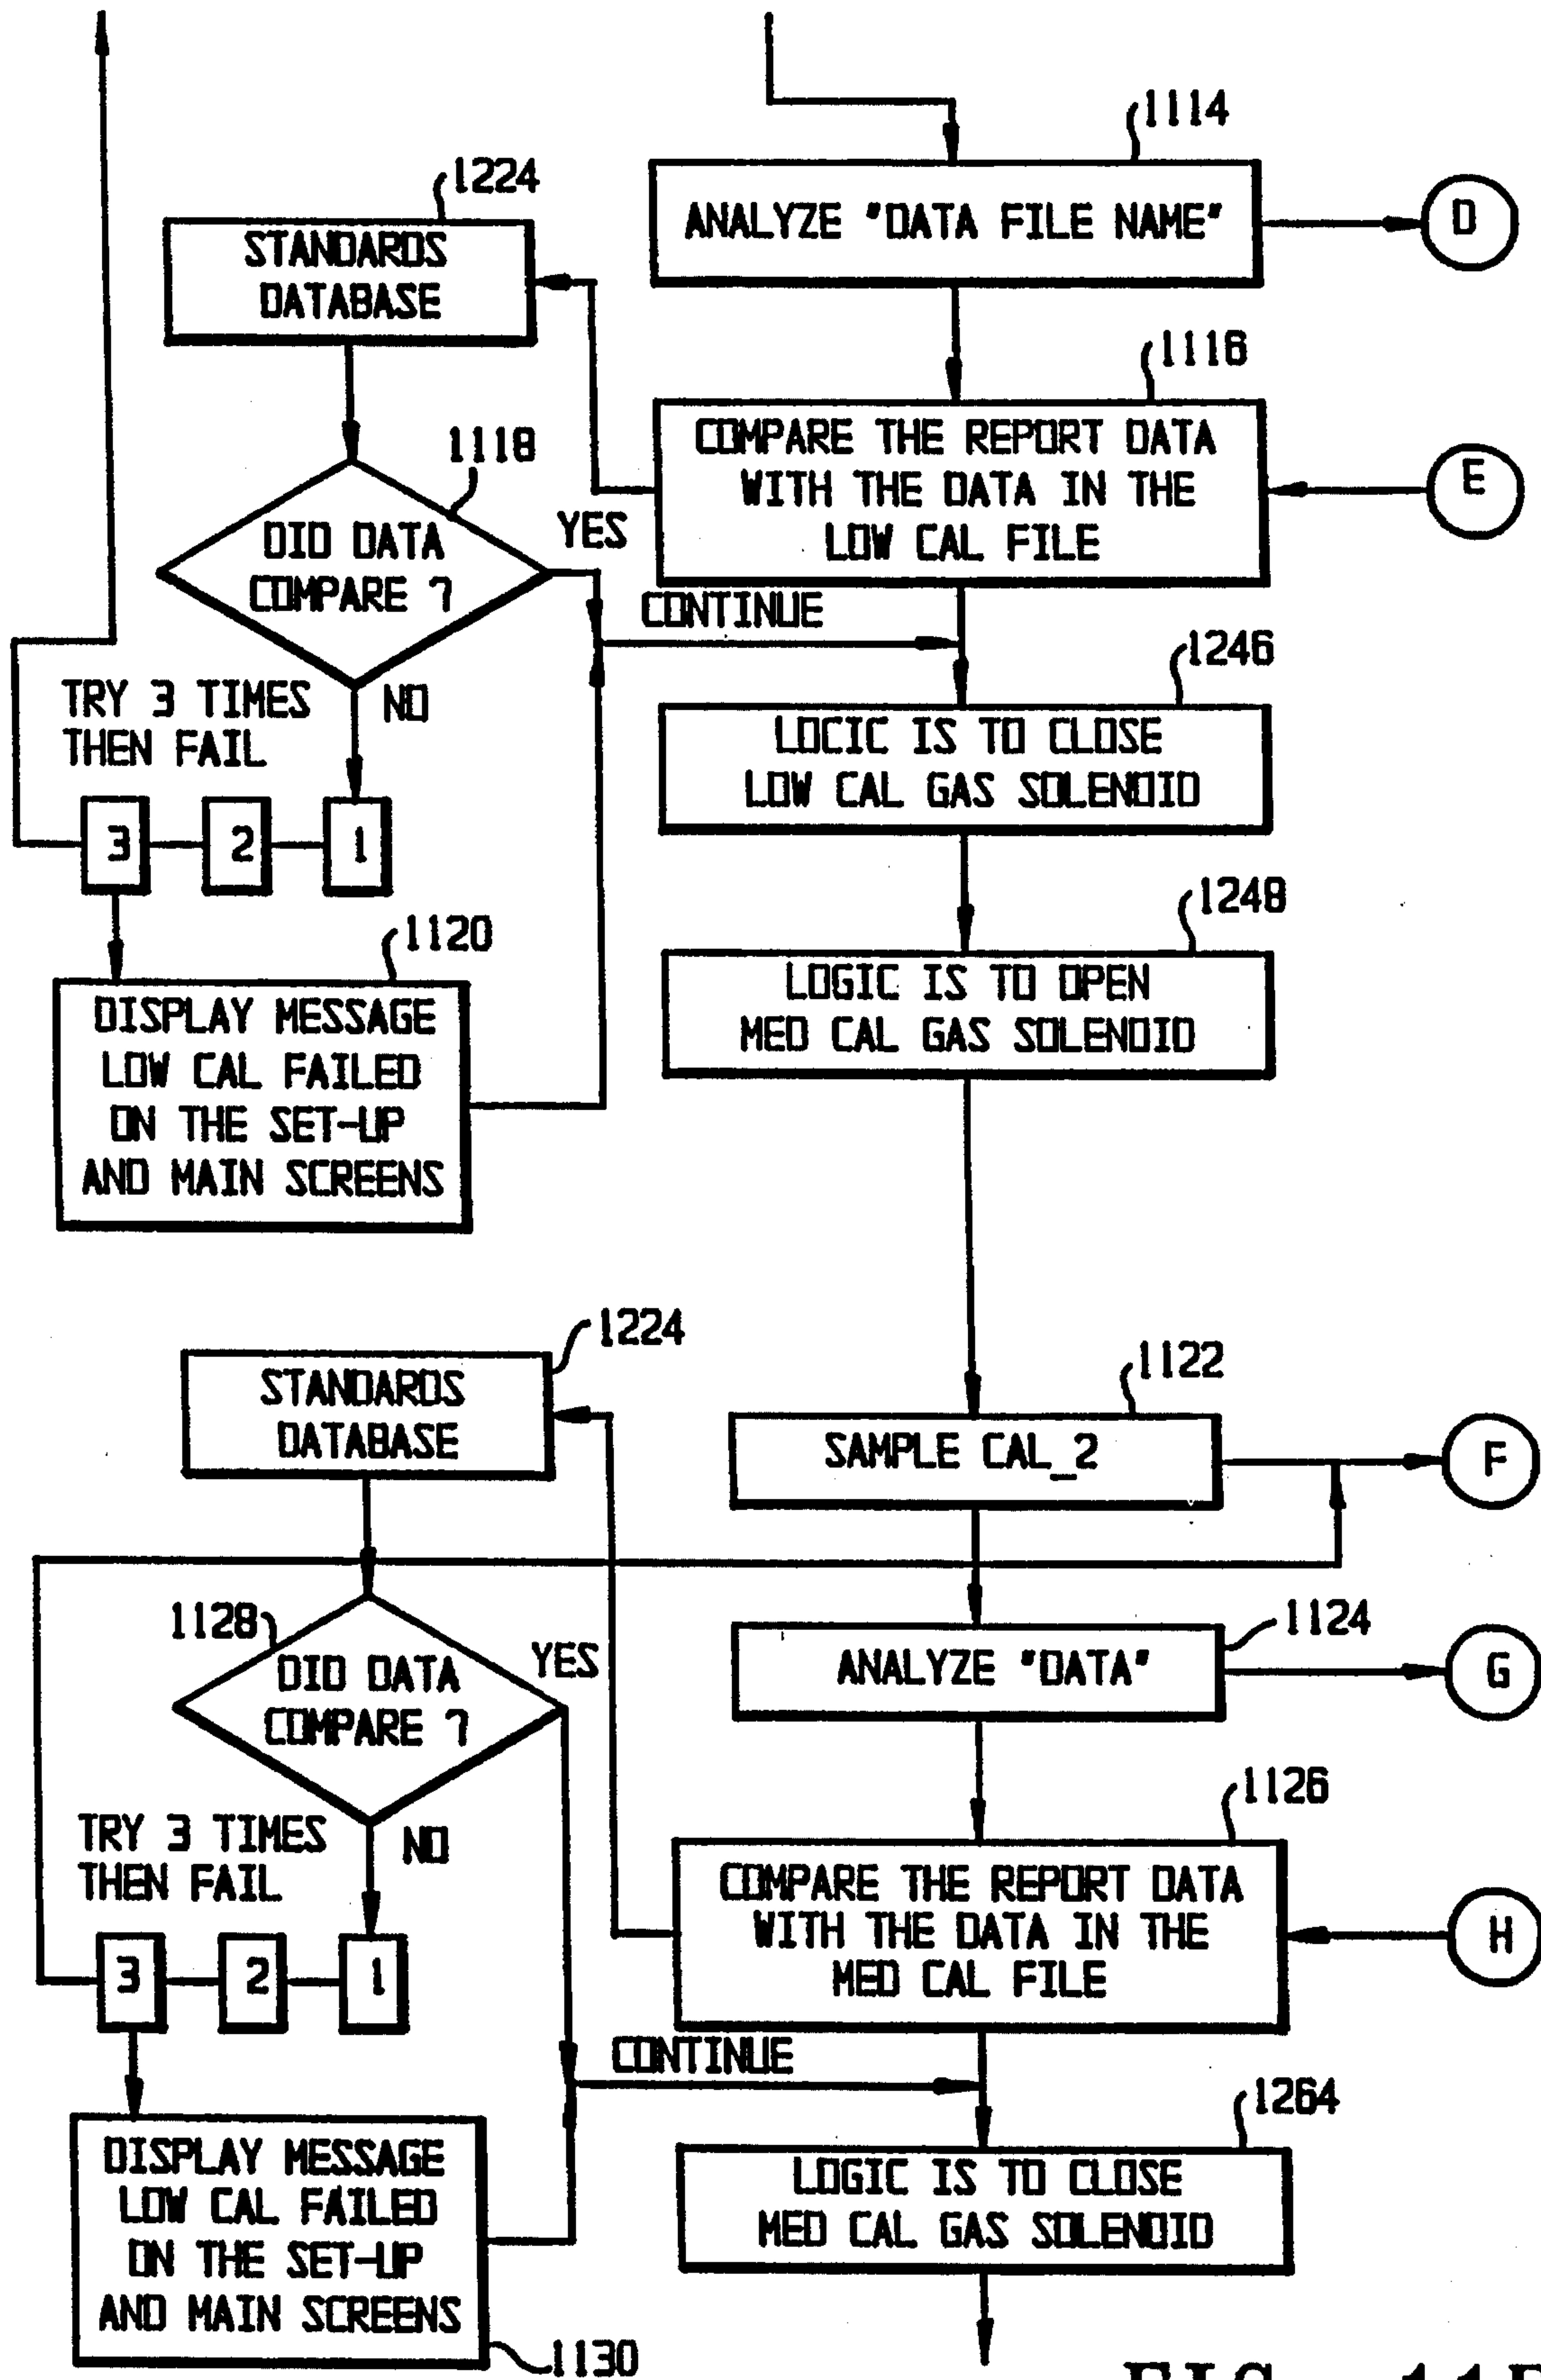 1114
ANALYZE "DATA FILE NAME"
D
1224
STANDARDS
DATABASE
1116
COMPARE THE REPORT DATA
WITH THE DATA IN THE
LOW CAL FILE
E
1118
DID DATA
COMPARE ?
YES
CONTINUE
NO
TRY 3 TIMES
THEN FAIL
3
2
1
1246
LOCIC IS TO CLOSE
LOW CAL GAS SOLENOID
1248
LOGIC IS TO OPEN
MED CAL GAS SOLENOID
1120
DISPLAY MESSAGE
LOW CAL FAILED
ON THE SET-UP
AND MAIN SCREENS
1224
STANDARDS
DATABASE
1122
SAMPLE CAL_2
F
1128
DID DATA
COMPARE ?
YES
1124
ANALYZE "DATA"
G
NO
TRY 3 TIMES
THEN FAIL
3
2
1
1126
COMPARE THE REPORT DATA
WITH THE DATA IN THE
MED CAL FILE
H
CONTINUE
1264
LOGIC IS TO CLOSE
MED CAL GAS SOLENOID
DISPLAY MESSAGE
LOW CAL FAILED
ON THE SET-UP
AND MAIN SCREENS
1130
FIG.